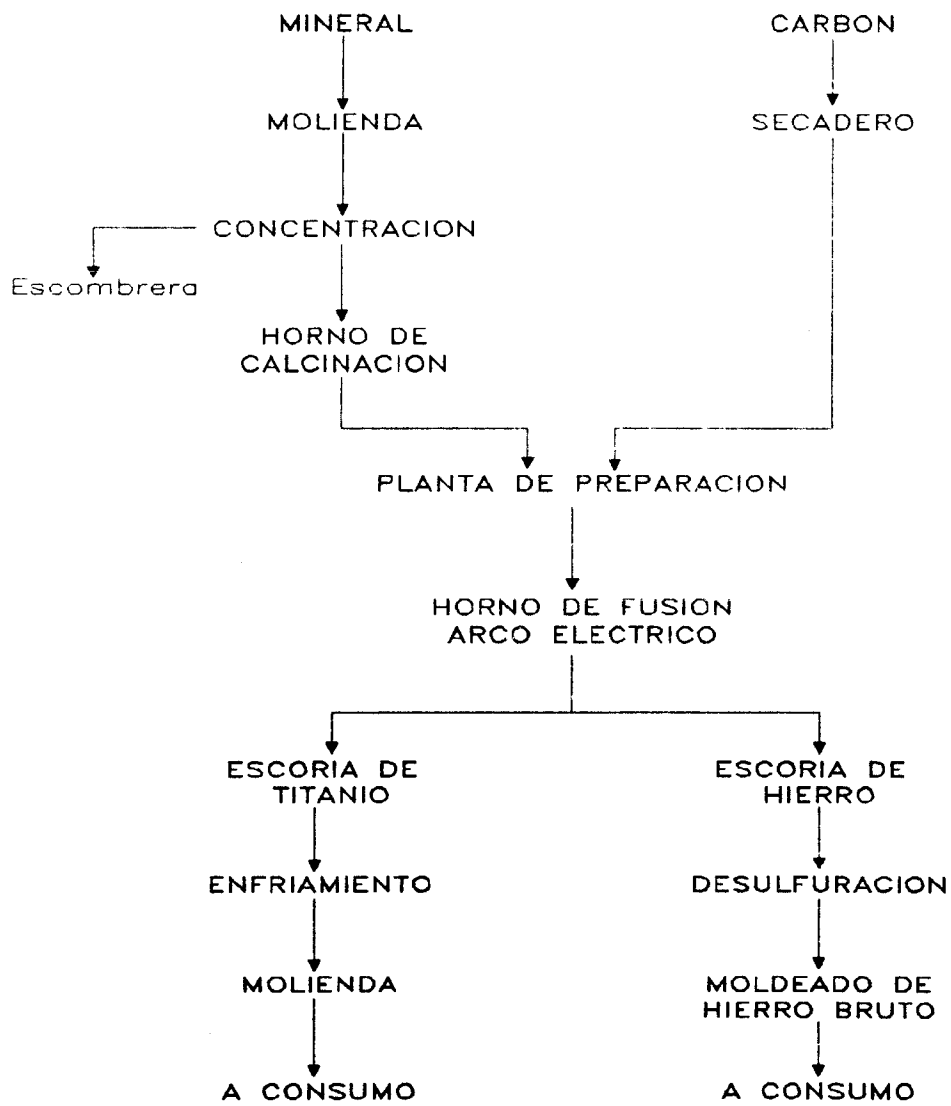 MINERAL
CARBON
MOLIENDA
SECADERO
CONCENTRACION
Escombrera
HORNO DE
CALCINACION
PLANTA DE PREPARACION
HORNO DE FUSION
ARCO ELECTRICO
ESCORIA DE
TITANIO
ESCORIA DE
HIERRO
ENFRIAMIENTO
DESULFURACION
MOLIENDA
MOLDEADO DE
HIERRO BRUTO
A CONSUMO
A CONSUMO